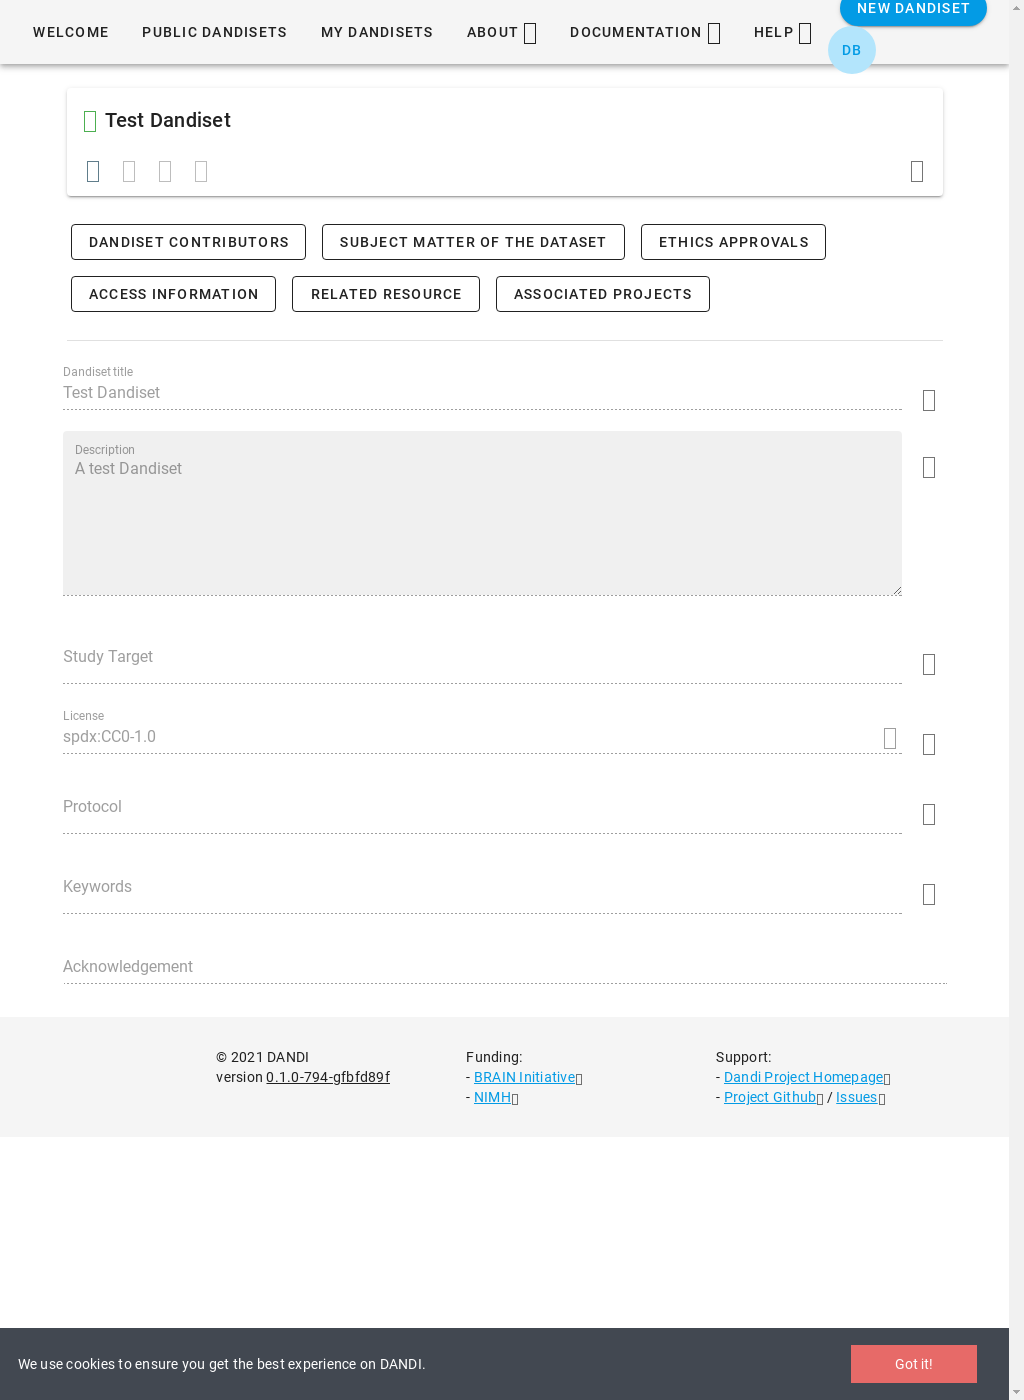 NEW DANDISET
WELCOME PUBLIC DANDISETS MY DANDISETS ABOUT DOCUMENTATION HELP
DB
Test Dandiset
DANDISET CONTRIBUTORS SUBJECT MATTER OF THE DATASET ETHICS APPROVALS
ACCESS INFORMATION RELATED RESOURCE ASSOCIATED PROJECTS
Dandiset title
Test Dandiset
Description
A test Dandiset
Study Target
License
spdx:CC0-1.0
Protocol
Keywords
Acknowledgement
© 2021 DANDI
version 0.1.0-794-gfbfd89f
Funding:
- BRAIN Initiative
- NIMH
Support:
- Dandi Project Homepage
- Project Github / Issues
We use cookies to ensure you get the best experience on DANDI.
Got it!